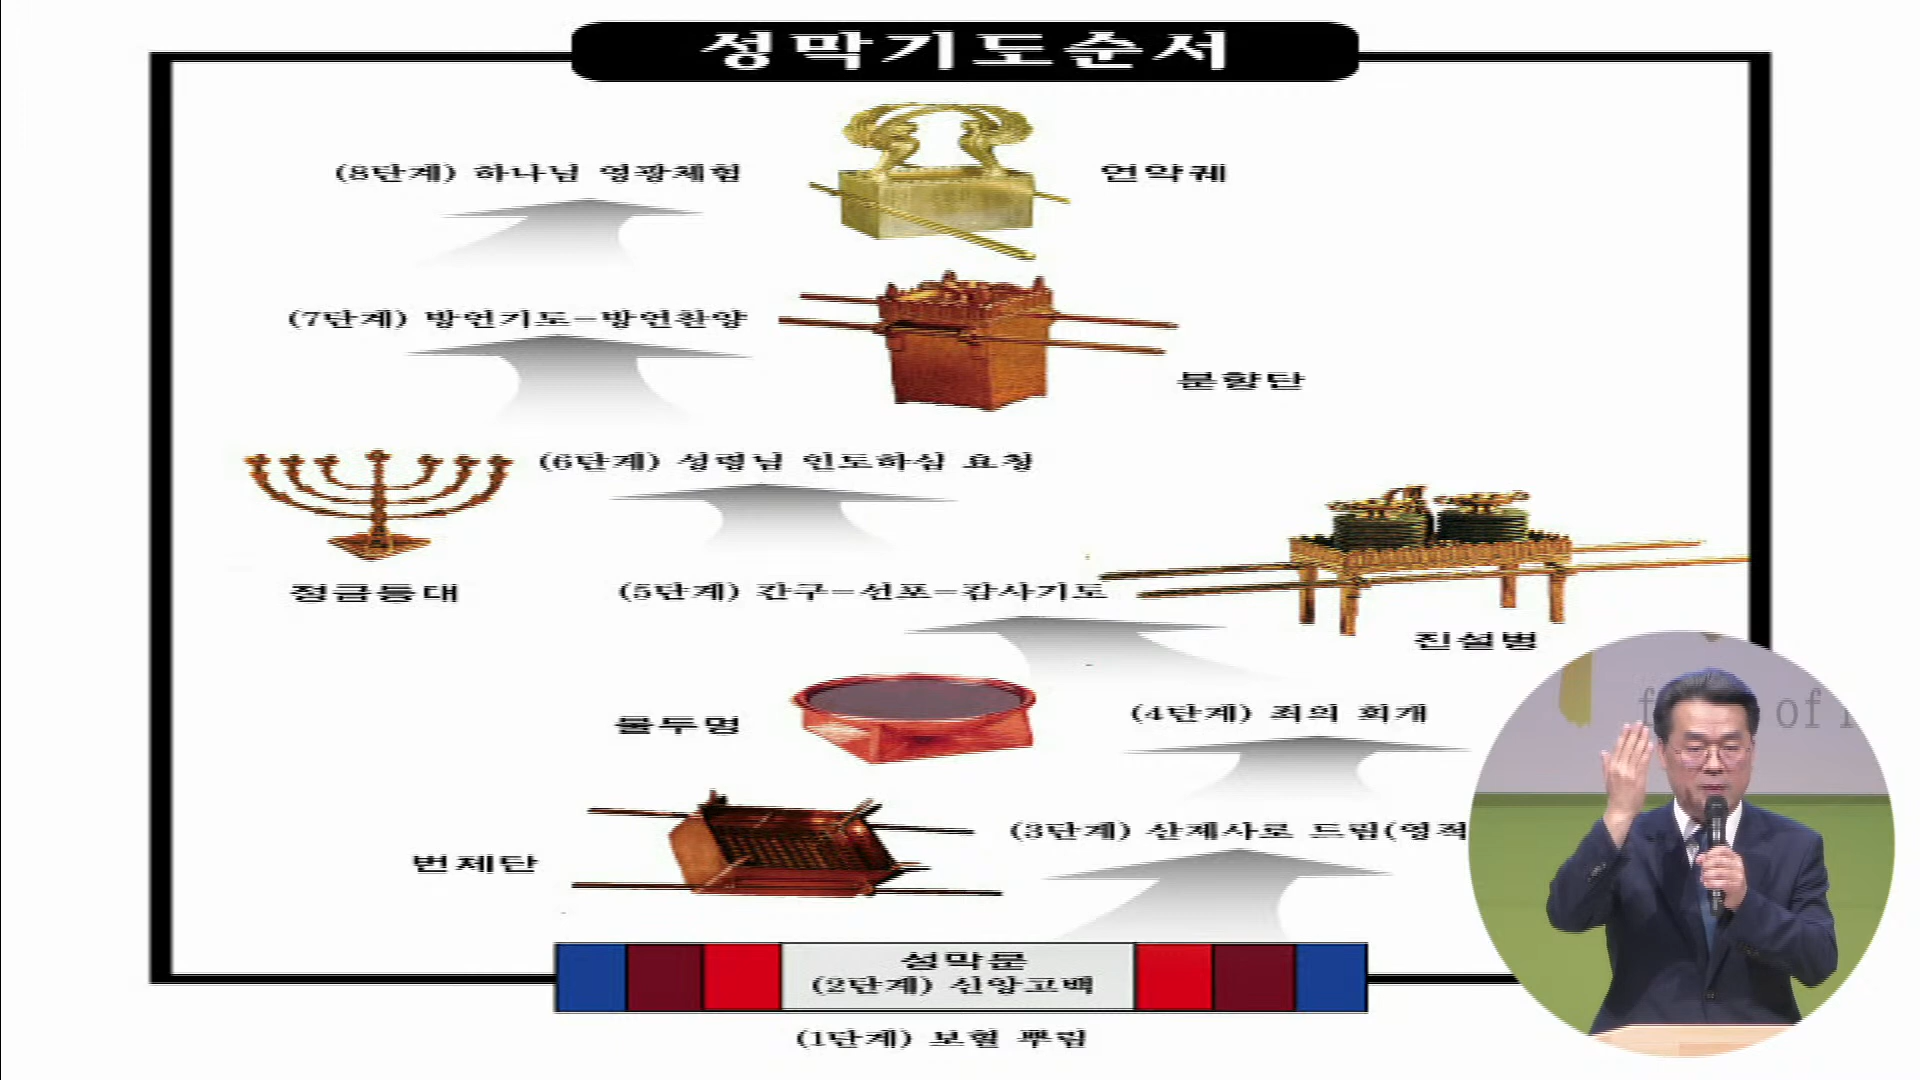 성막기도순서
(8단계) 하나님 영광체험
언약궤
(7단계) 방언기도-방언찬양
분향단
(6단계) 성령님 인도하심 요청
정금등대
(5단계) 간구-선포-감사기도
진설병
물두멍
(4단계) 죄의 회개
번제단
(3단계) 산제사로 드림(영적
성막문
(2단계) 신앙고백
(1단계) 보혈 뿌림
of